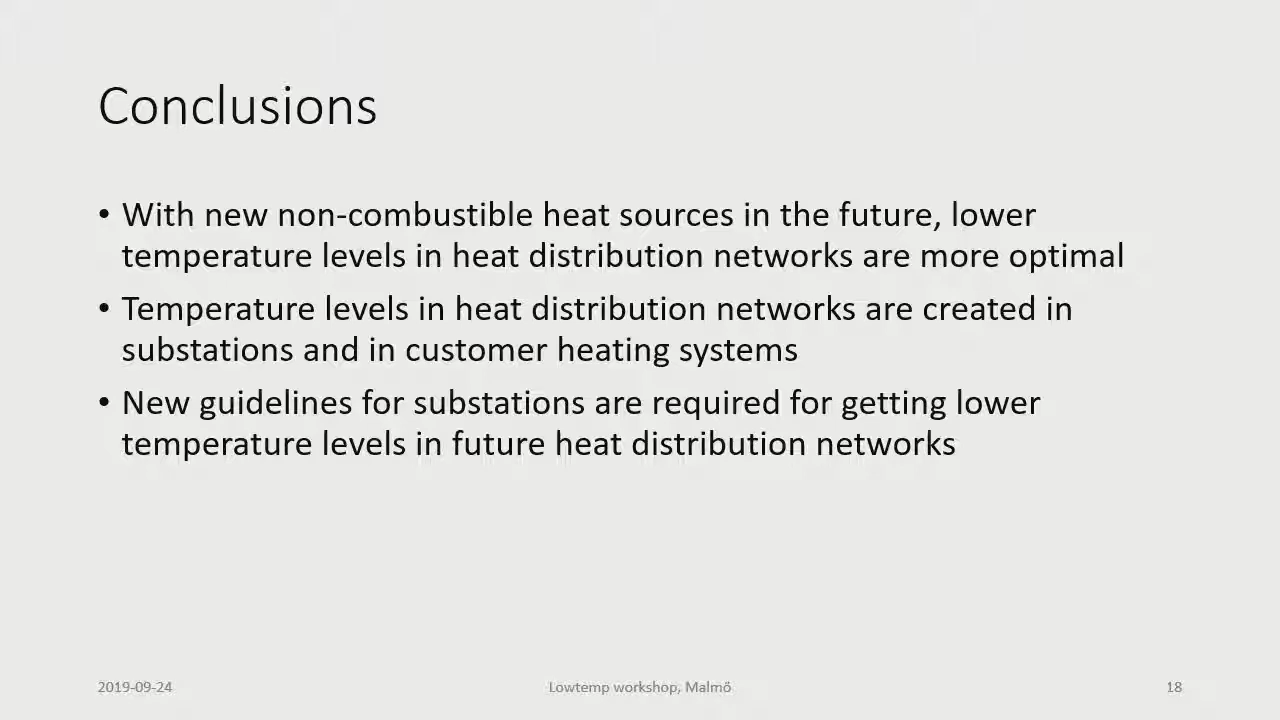 Conclusions
• With new non-combustible heat sources in the future, lower
temperature levels in heat distribution networks are more optimal
• Temperature levels in heat distribution networks are created in
substations and in customer heating systems
• New guidelines for substations are required for getting lower
temperature levels in future heat distribution networks
2019-09-24
Lowtemp workshop, Malmö
18